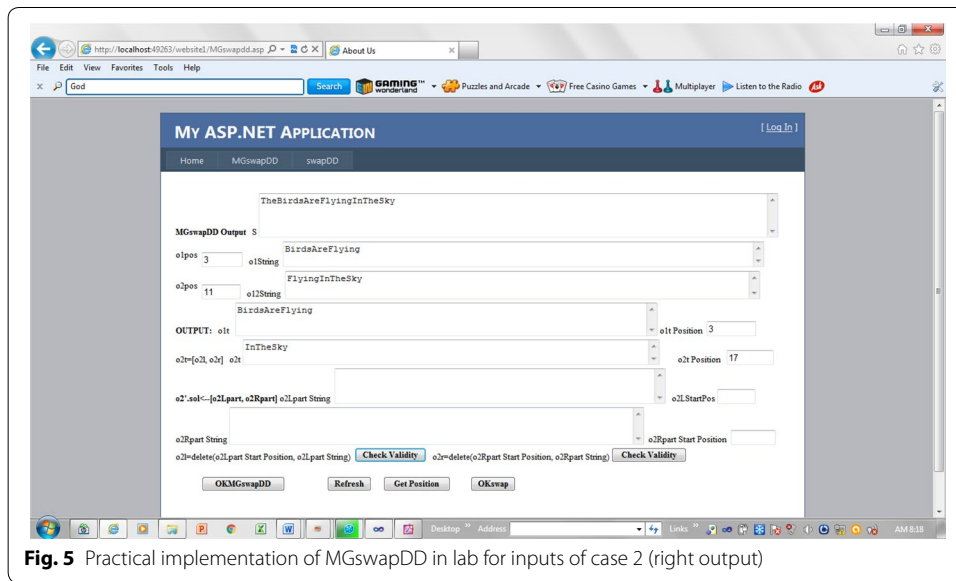 http://localhost:49263/website1/MGswapdd.asp
About Us
File Edit View Favorites Tools Help
God
Search
GAMING™ wonderland
Puzzles and Arcade
Free Casino Games
Multiplayer
Listen to the Radio
Ask
MY ASP.NET APPLICATION
[ Log In ]
Home MGswapDD swapDD
TheBirdsAreFlyingInTheSky
MGswapDD Output S
BirdsAreFlying
o1pos 3 o1String
FlyingInTheSky
o2pos 11 o12String
BirdsAreFlying
OUTPUT: o1t o1t Position 3
InTheSky
o2t=[o2l, o2r] o2t o2t Position 17
o2'.sol<--[o2Lpart, o2Rpart] o2Lpart String o2LStartPos
o2Rpart String o2Rpart Start Position
o2l=delete(o2Lpart Start Position, o2Lpart String) Check Validity o2r=delete(o2Rpart Start Position, o2Rpart String) Check Validity
OKMGswapDD Refresh Get Position OKswap
Desktop » Address Links » AM 8:18
Fig. 5 Practical implementation of MGswapDD in lab for inputs of case 2 (right output)